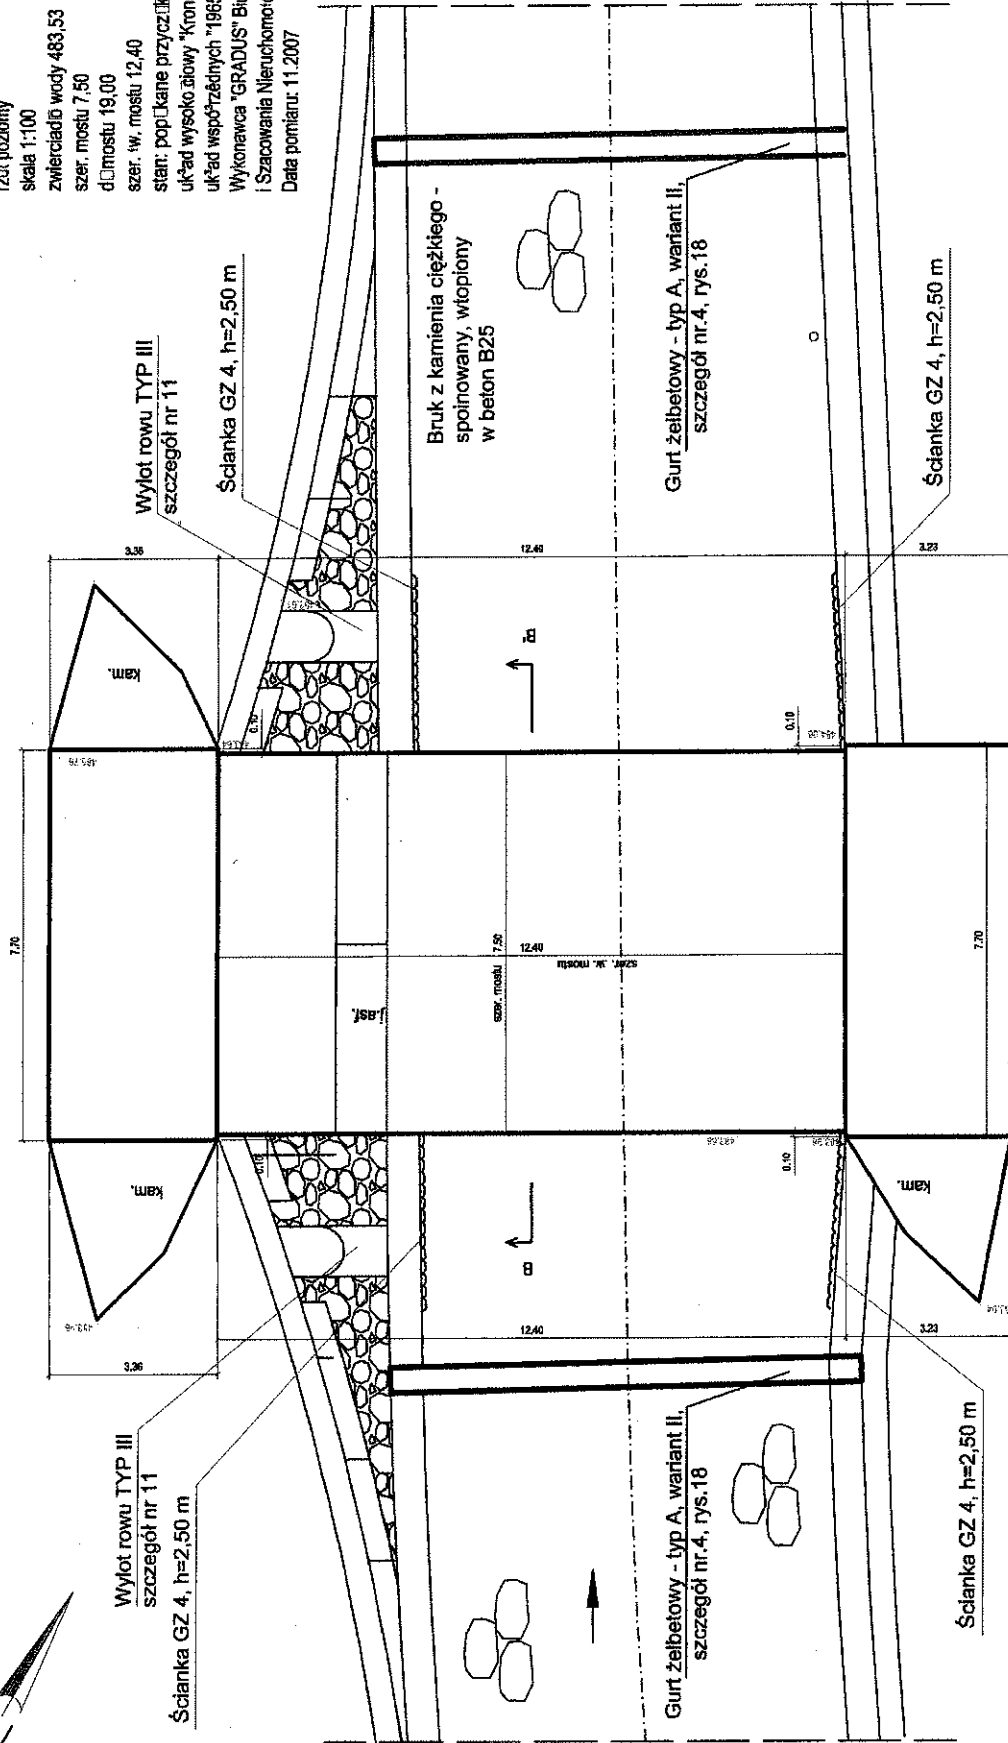 rzut poziomy
skala 1:100
zwierciadło wody 483,53
szer. mostu 7,50
mostu 19,00
szer. św. mostu 12,40
stan:
Wykonawca "GRADUS"
i Szacowania
Data pomiaru: 11.2007
Wylot rowu TYP III
szczegół nr 11
Ścianka GZ 4, h=2,50 m
Bruk z kamienia ciężkiego -
spoinowany, wtopiony
w beton B25
Gurt żelbetowy - typ A, wariant II,
szczegół nr.4, rys.18
Ścianka GZ 4, h=2,50 m
3.36
12.40
3.23
kam.
B'
0.10
0.10
7.70
j.asf.
szer. mostu 7.50
12.40
szer. św. mostu
7.70
kam.
0.10
0.10
kam.
B
3.36
12.40
3.23
Wylot rowu TYP III
szczegół nr 11
Ścianka GZ 4, h=2,50 m
Gurt żelbetowy - typ A, wariant II,
szczegół nr.4, rys.18
Ścianka GZ 4, h=2,50 m